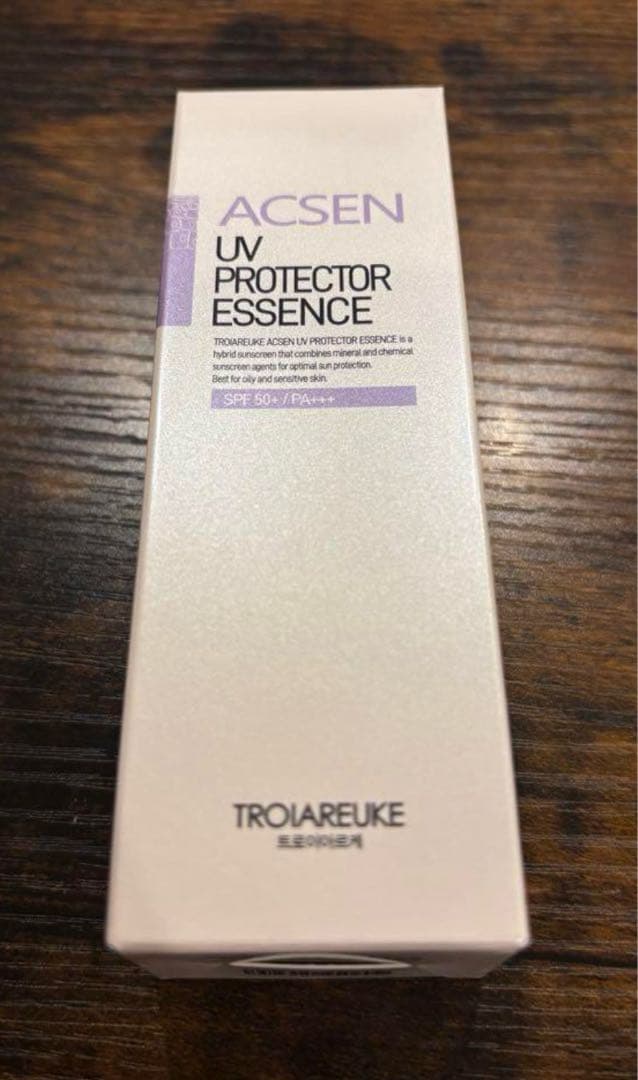 ACSEN
UV
PROTECTOR
ESSENCE
TROIAREUKE ACSEN UV PROTECTOR ESSENCE is a
hybrid sunscreen that combines mineral and chemical
sunscreen agents for optimal sun protection.
Best for oily and sensitive skin.
SPF 50+ / PA+++
TROIAREUKE
트로이아르케